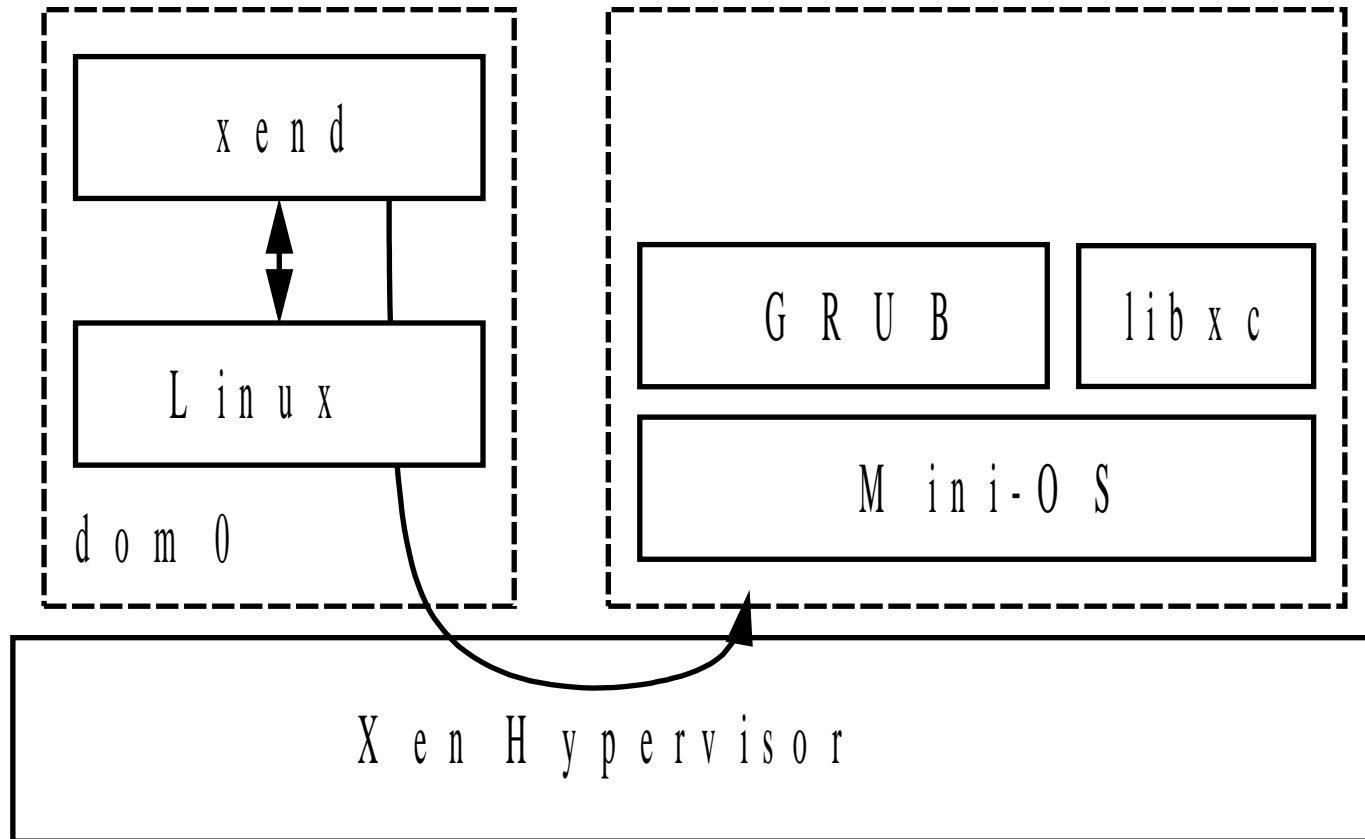 xend
GRUB
libxc
Linux
Mini-OS
dom0
Xen Hypervisor